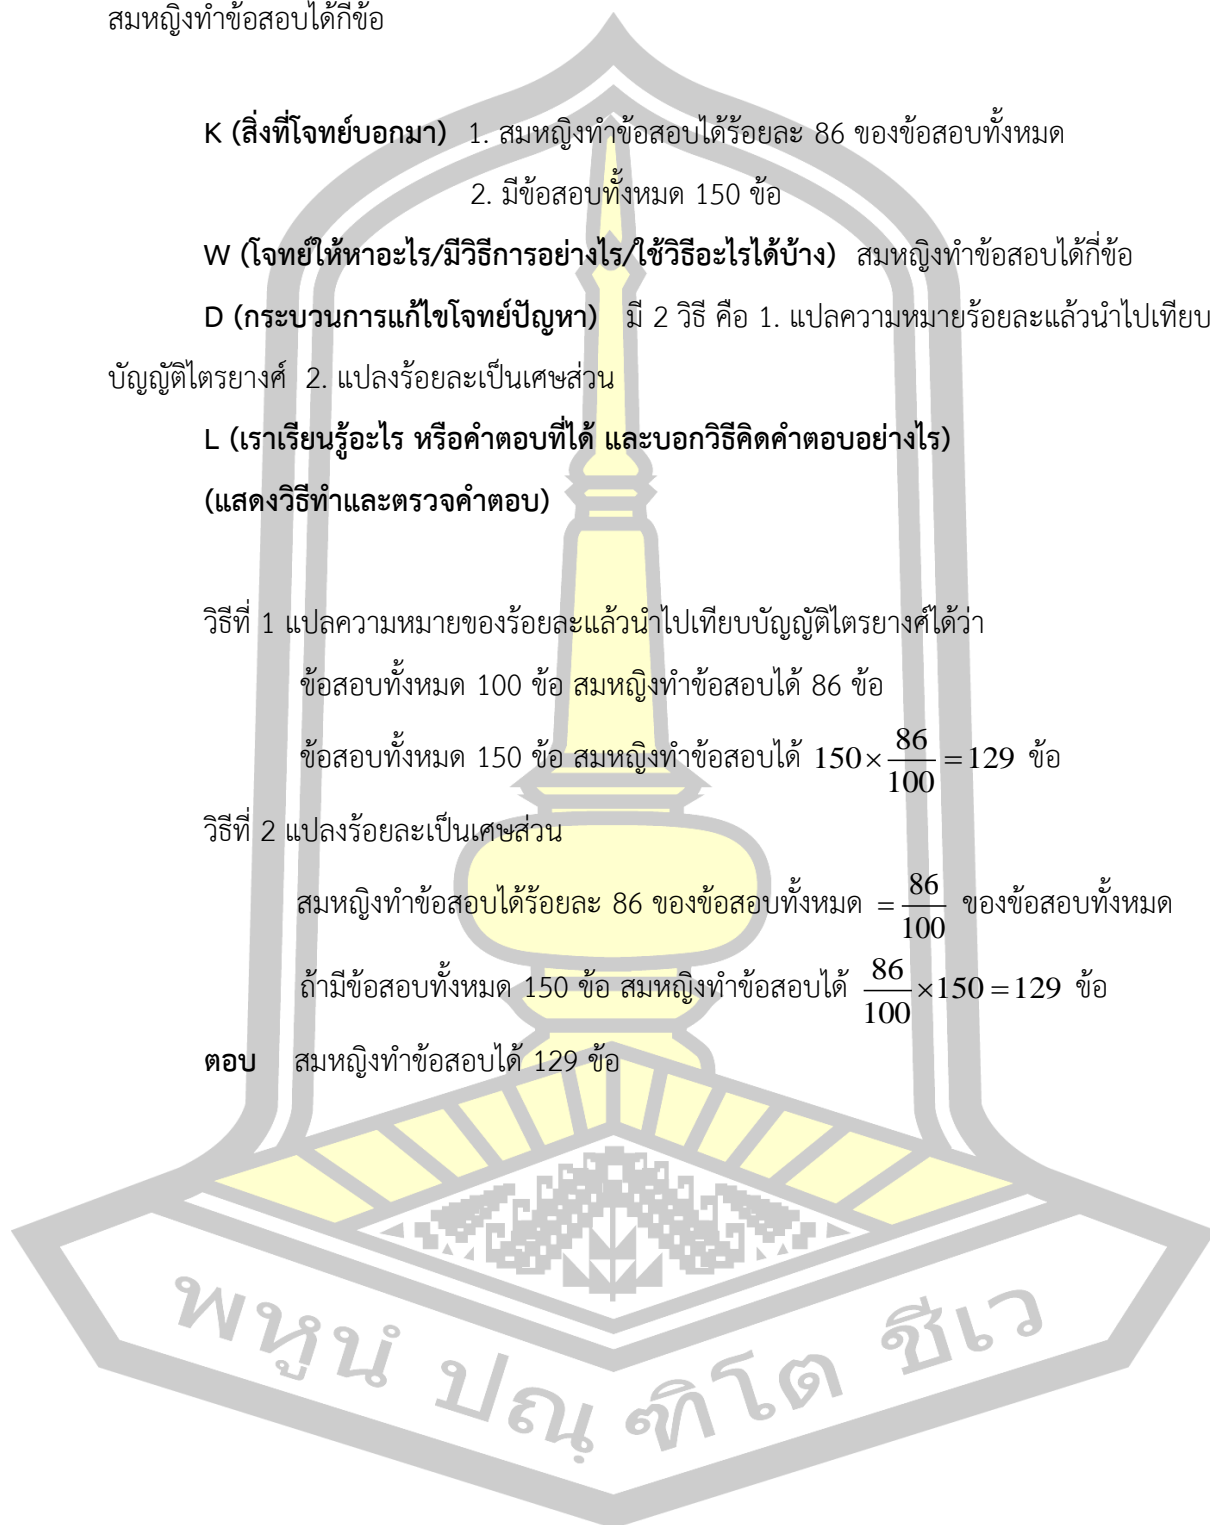 สมหญิงทำข้อสอบได้กี่ข้อ
K (สิ่งที่โจทย์บอกมา) 1. สมหญิงทำข้อสอบได้ร้อยละ 86 ของข้อสอบทั้งหมด
2. มีข้อสอบทั้งหมด 150 ข้อ
W (โจทย์ให้หาอะไร/มีวิธีการอย่างไร/ใช้วิธีอะไรได้บ้าง) สมหญิงทำข้อสอบได้กี่ข้อ
D (กระบวนการแก้ไขโจทย์ปัญหา) มี 2 วิธี คือ 1. แปลความหมายร้อยละแล้วนำไปเทียบ
บัญญัติไตรยางศ์ 2. แปลงร้อยละเป็นเศษส่วน
L (เราเรียนรู้อะไร หรือคำตอบที่ได้ และบอกวิธีคิดคำตอบอย่างไร)
(แสดงวิธีทำและตรวจคำตอบ)
วิธีที่ 1 แปลความหมายของร้อยละแล้วนำไปเทียบบัญญัติไตรยางศ์ได้ว่า
ข้อสอบทั้งหมด 100 ข้อ สมหญิงทำข้อสอบได้ 86 ข้อ
ข้อสอบทั้งหมด 150 ข้อ สมหญิงทำข้อสอบได้ 150 × 86/100 = 129 ข้อ
วิธีที่ 2 แปลงร้อยละเป็นเศษส่วน
สมหญิงทำข้อสอบได้ร้อยละ 86 ของข้อสอบทั้งหมด = 86/100 ของข้อสอบทั้งหมด
ถ้ามีข้อสอบทั้งหมด 150 ข้อ สมหญิงทำข้อสอบได้ 86/100 × 150 = 129 ข้อ
ตอบ สมหญิงทำข้อสอบได้ 129 ข้อ
พหูนํ ปณฺฑิโต ชีเว